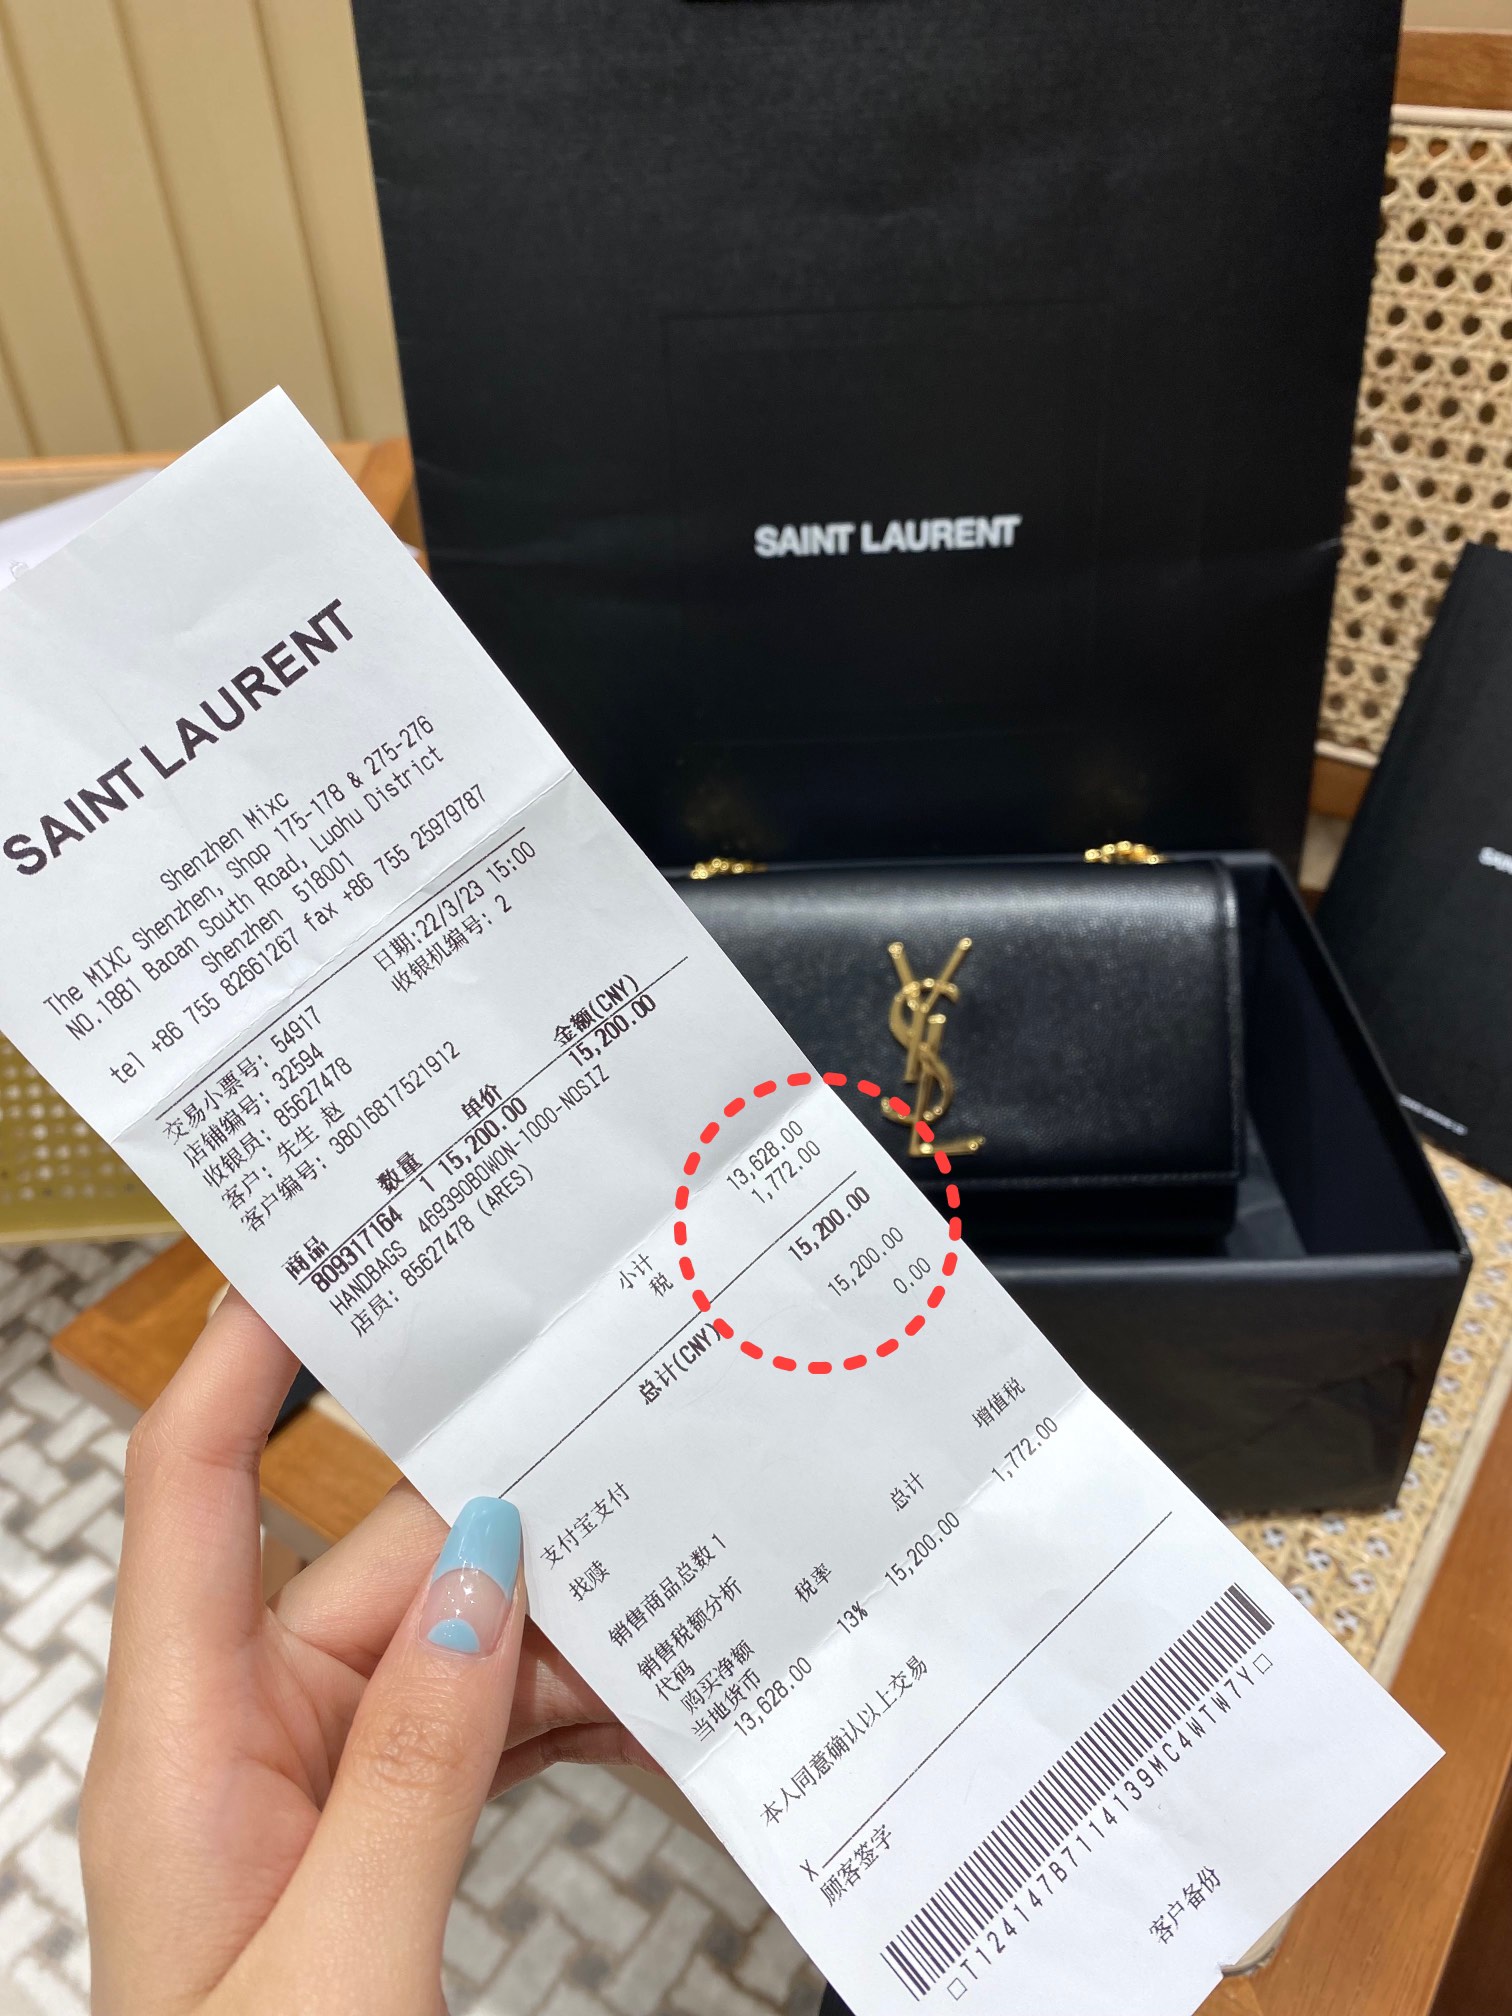 SAINT LAURENT
SAINT LAURENT
Shenzhen Mixc
The MIXC Shenzhen, Shop 175-178 & 275-276
NO.1881 Baoan South Road, Luohu District
Shenzhen 518001
tel +86 755 82661267 fax +86 755 25979787
日期:22/3/23 15:00
交易小票号: 54917
收银机编号: 2
店铺编号: 32594
收银员: 85627478
客户: 先生 赵
客户编号: 38016817521912
商品 数量 单价 金额(CNY)
809317164 1 15,200.00 15,200.00
HANDBAGS 469390BOWON-1000-NOSIZ
店员: 85627478 (ARES)
小计 13,628.00
税 1,772.00
总计(CNY) 15,200.00
支付宝支付 15,200.00
找赎 0.00
销售商品总数 1
销售税额分析
代码 税率 总计 增值税
购买净额
当地货币 13% 15,200.00 1,772.00
13,628.00
本人同意确认以上交易
X
顾客签字
T124147B7114139MC4WTW7Y
客户备份
YSL